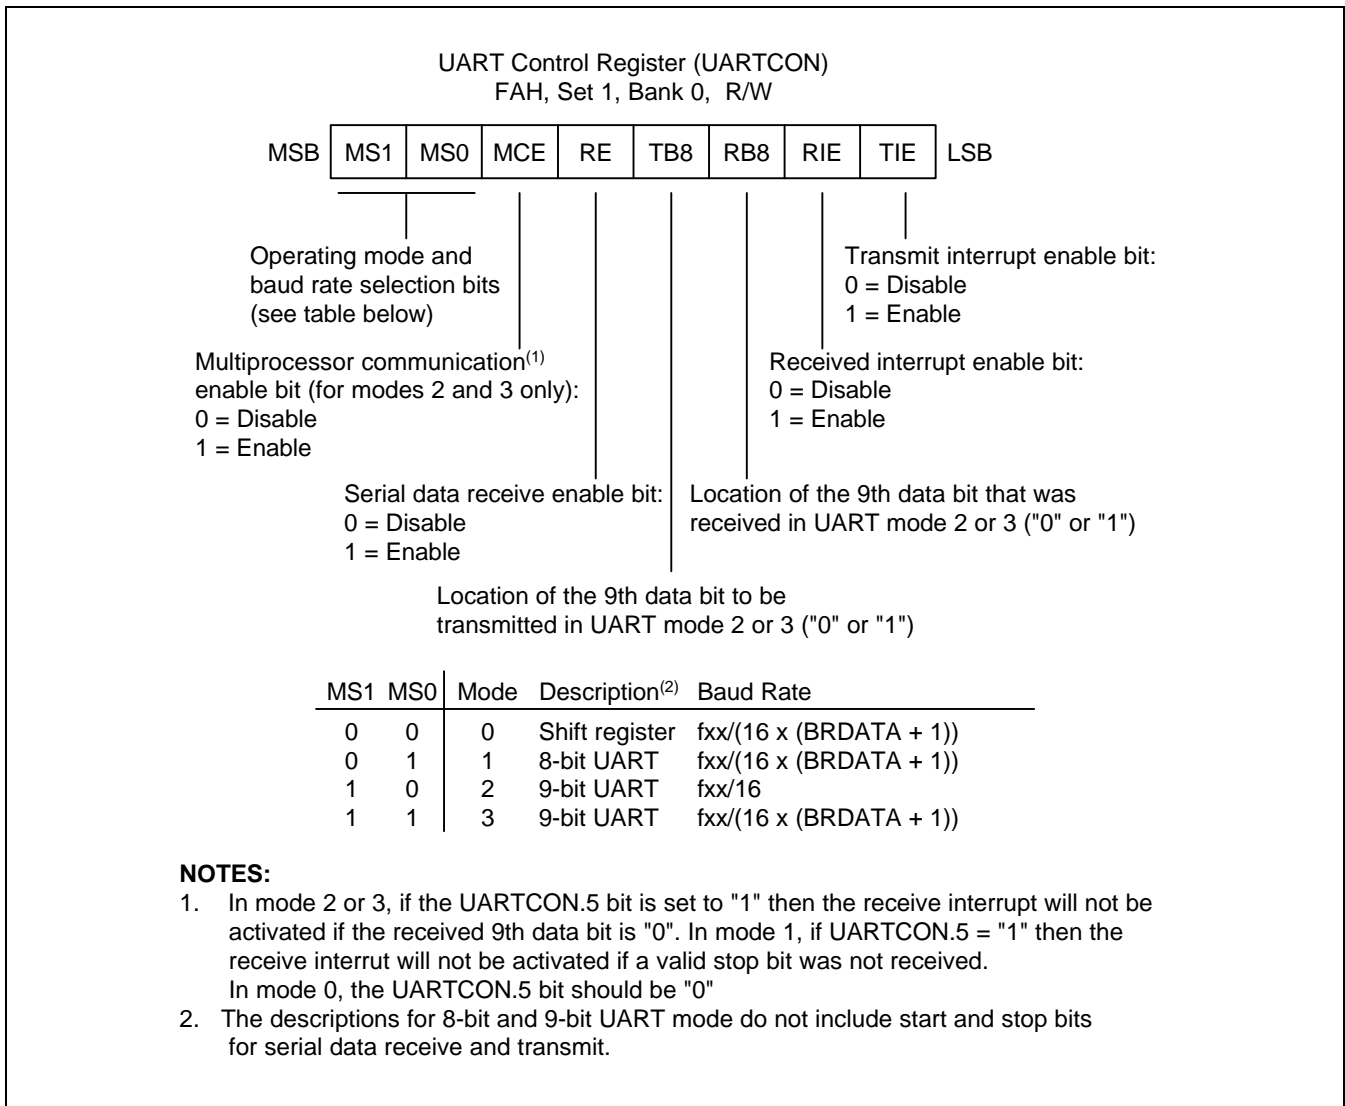 UART Control Register (UARTCON)
FAH, Set 1, Bank 0, R/W
MSB MS1 MS0 MCE RE TB8 RB8 RIE TIE LSB
Operating mode and
baud rate selection bits
(see table below)
Transmit interrupt enable bit:
0 = Disable
1 = Enable
Multiprocessor communication(1)
enable bit (for modes 2 and 3 only):
0 = Disable
1 = Enable
Received interrupt enable bit:
0 = Disable
1 = Enable
Serial data receive enable bit:
0 = Disable
1 = Enable
Location of the 9th data bit that was
received in UART mode 2 or 3 ("0" or "1")
Location of the 9th data bit to be
transmitted in UART mode 2 or 3 ("0" or "1")
MS1 MS0 Mode Description(2) Baud Rate
0 0 0 Shift register fxx/(16 x (BRDATA + 1))
0 1 1 8-bit UART fxx/(16 x (BRDATA + 1))
1 0 2 9-bit UART fxx/16
1 1 3 9-bit UART fxx/(16 x (BRDATA + 1))
NOTES:
1. In mode 2 or 3, if the UARTCON.5 bit is set to "1" then the receive interrupt will not be
activated if the received 9th data bit is "0". In mode 1, if UARTCON.5 = "1" then the
receive interrut will not be activated if a valid stop bit was not received.
In mode 0, the UARTCON.5 bit should be "0"
2. The descriptions for 8-bit and 9-bit UART mode do not include start and stop bits
for serial data receive and transmit.